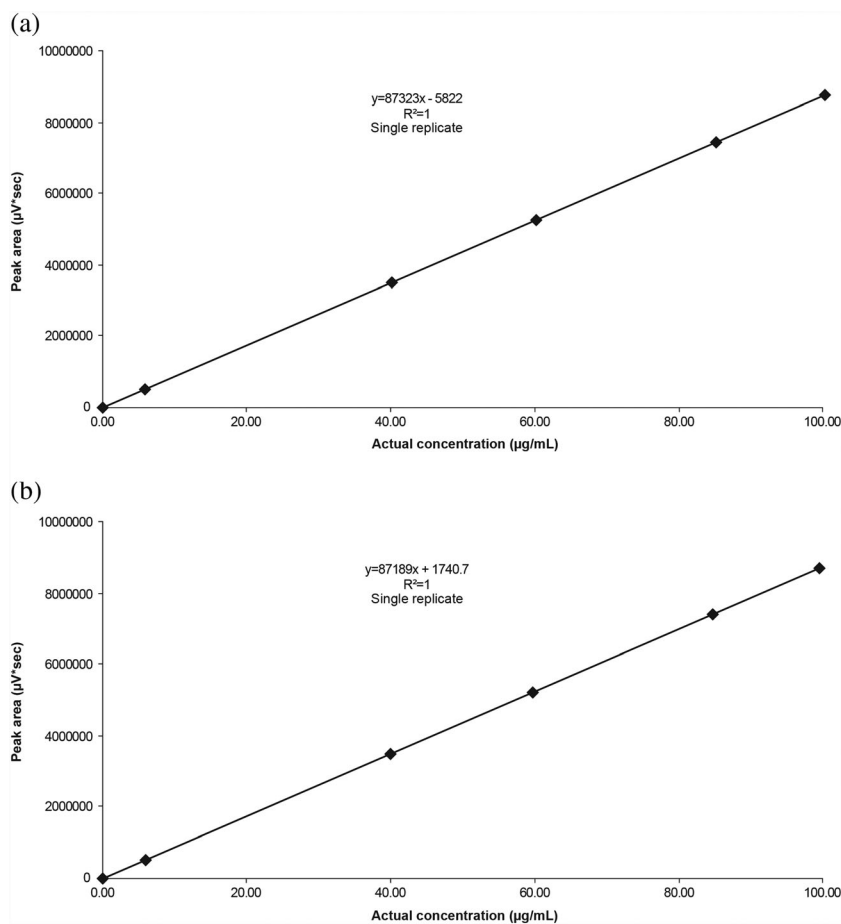 (a)
10000000
8000000
6000000
4000000
2000000
0
Peak area (µV*sec)
y=87323x - 5822
R²=1
Single replicate
0.00 20.00 40.00 60.00 80.00 100.00
Actual concentration (µg/mL)
(b)
10000000
8000000
6000000
4000000
2000000
0
Peak area (µV*sec)
y=87189x + 1740.7
R²=1
Single replicate
0.00 20.00 40.00 60.00 80.00 100.00
Actual concentration (µg/mL)